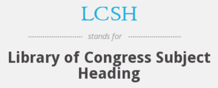 LCSH
stands for
Library of Congress Subject
Heading